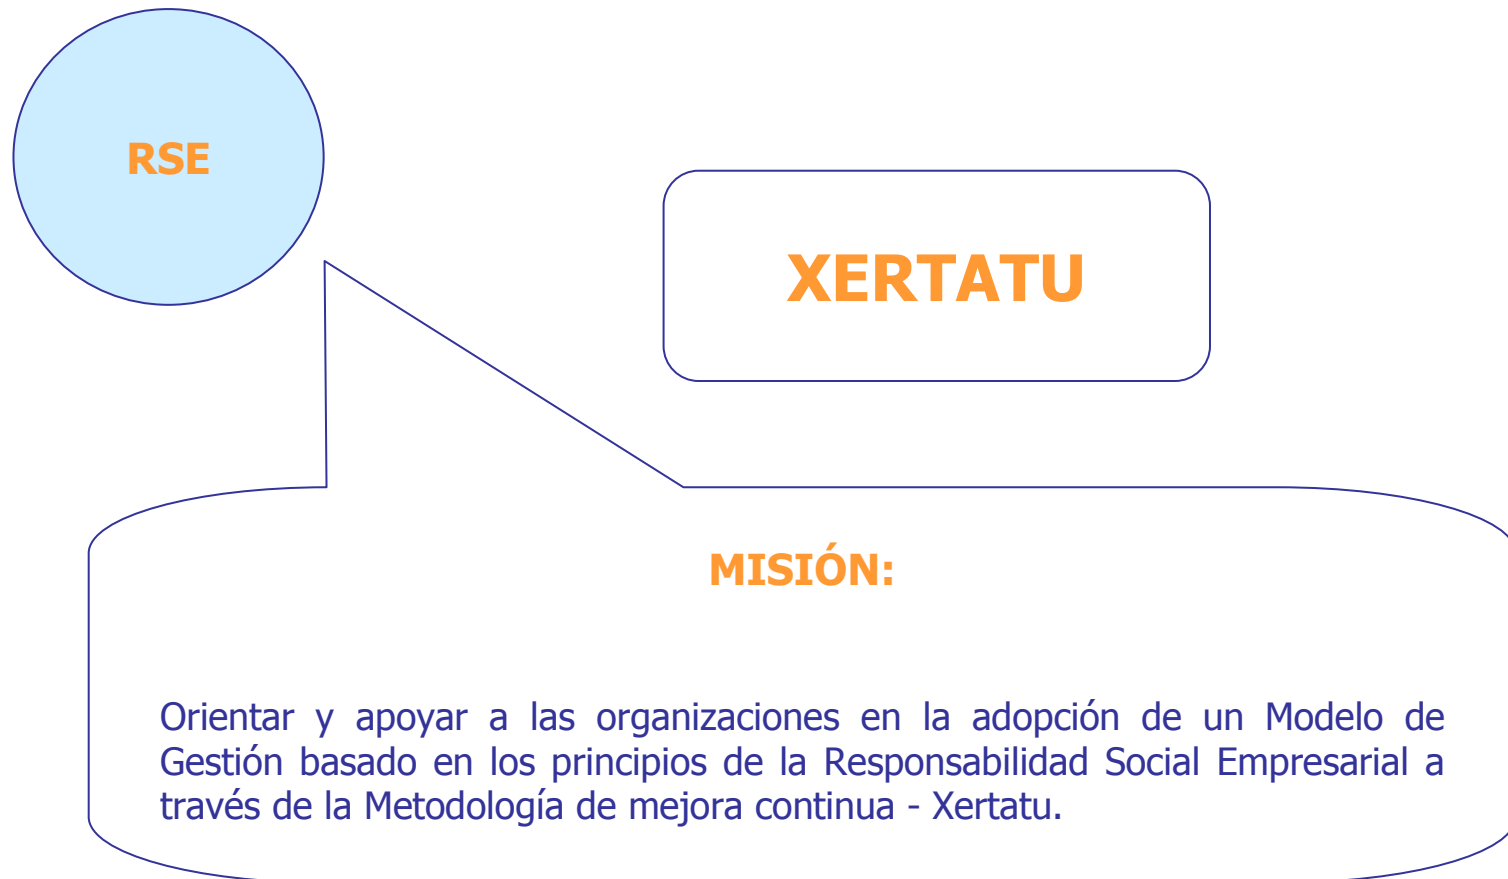 RSE
XERTATU
MISIÓN:
Orientar y apoyar a las organizaciones en la adopción de un Modelo de
Gestión basado en los principios de la Responsabilidad Social Empresarial a
través de la Metodología de mejora continua - Xertatu.